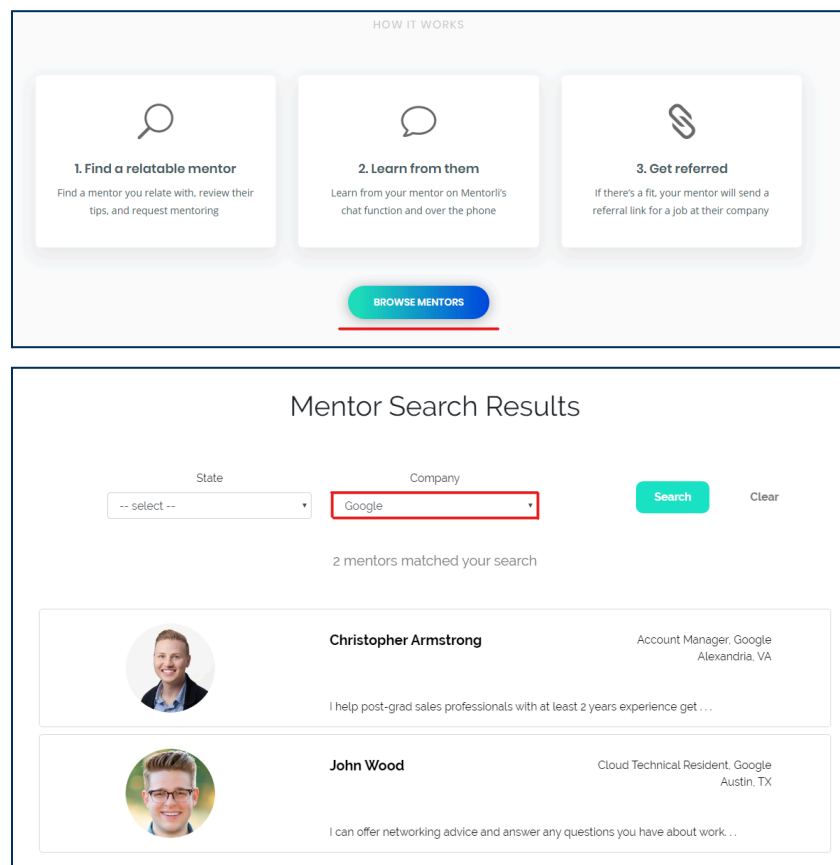 HOW IT WORKS
1. Find a relatable mentor
Find a mentor you relate with, review their
tips, and request mentoring
2. Learn from them
Learn from your mentor on Mentorli's
chat function and over the phone
3. Get referred
If there's a fit, your mentor will send a
referral link for a job at their company
BROWSE MENTORS
Mentor Search Results
State
-- select --
Company
Google
Search
Clear
2 mentors matched your search
Christopher Armstrong
Account Manager, Google
Alexandria, VA
I help post-grad sales professionals with at least 2 years experience get . . .
John Wood
Cloud Technical Resident, Google
Austin, TX
I can offer networking advice and answer any questions you have about work. . .